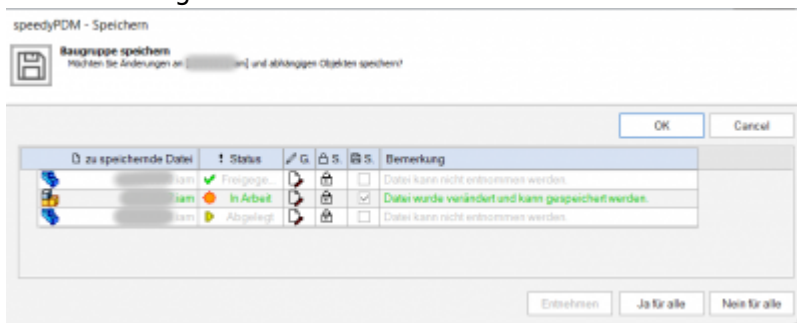 speedyPDM - Speichern
Baugruppe speichern
Möchten Sie Änderungen an [ am] und abhängigen Objekten speichern?
OK Cancel
zu speichernde Datei ! Status G. S. S. Bemerkung
iam Freigege... Datei kann nicht entnommen werden.
iam In Arbeit Datei wurde verändert und kann gespeichert werden.
iam Abgelegt Datei kann nicht entnommen werden.
Entnehmen Ja für alle Nein für alle